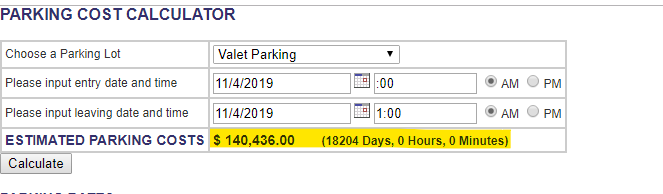 PARKING COST CALCULATOR
Choose a Parking Lot Valet Parking
Please input entry date and time 11/4/2019 :00 AM PM
Please input leaving date and time 11/4/2019 1:00 AM PM
ESTIMATED PARKING COSTS $ 140,436.00 (18204 Days, 0 Hours, 0 Minutes)
Calculate